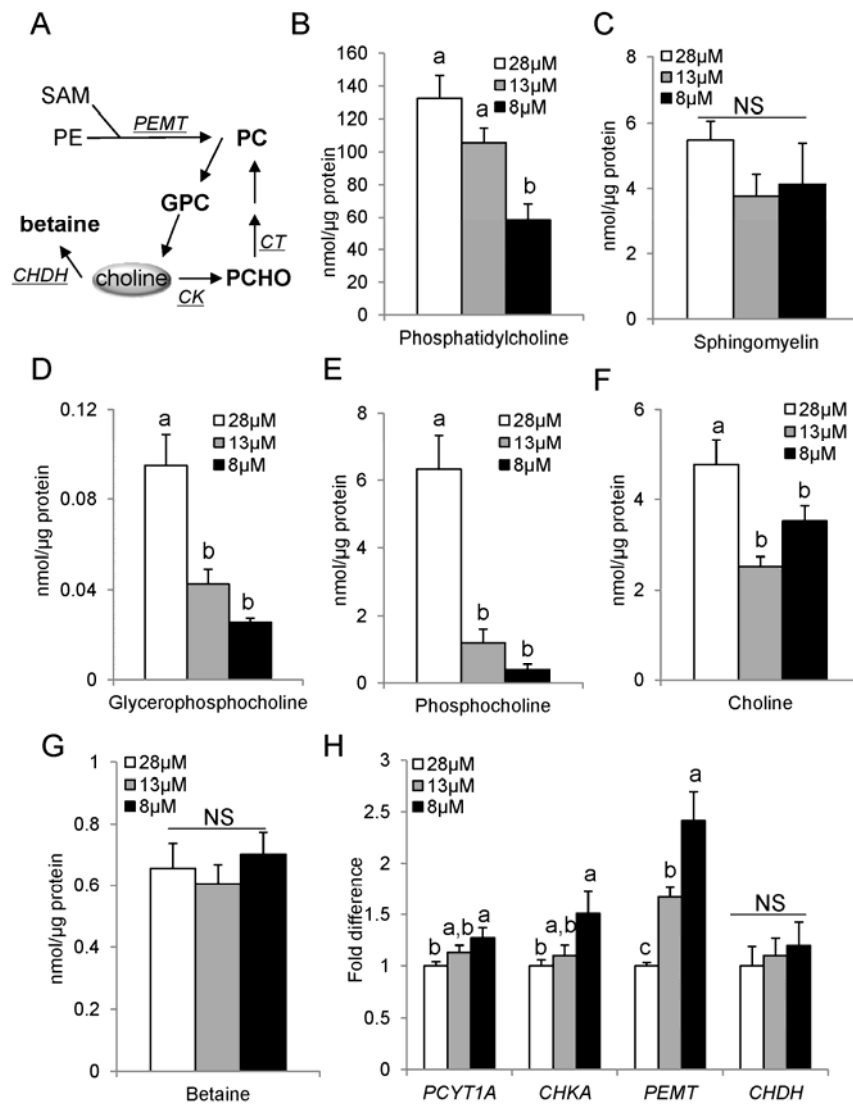 A
SAM
PE
PEMT
PC
GPC
betaine
CHDH
choline
CK
PCHO
CT
B
nmol/µg protein
160
140
120
100
80
60
40
20
0
28µM
13µM
8µM
a
a
b
Phosphatidylcholine
C
nmol/µg protein
8
6
4
2
0
28µM
13µM
8µM
NS
Sphingomyelin
D
nmol/µg protein
0.12
0.08
0.04
0
28µM
13µM
8µM
a
b
b
Glycerophosphocholine
E
nmol/µg protein
8
6
4
2
0
28µM
13µM
8µM
a
b
b
Phosphocholine
F
nmol/µg protein
6
4
2
0
28µM
13µM
8µM
a
b
b
Choline
G
nmol/µg protein
1
0.8
0.6
0.4
0.2
0
28µM
13µM
8µM
NS
Betaine
H
Fold difference
3
2.5
2
1.5
1
0.5
0
28µM
13µM
8µM
b
a,b
a
b
a,b
a
c
b
a
NS
PCYT1A
CHKA
PEMT
CHDH